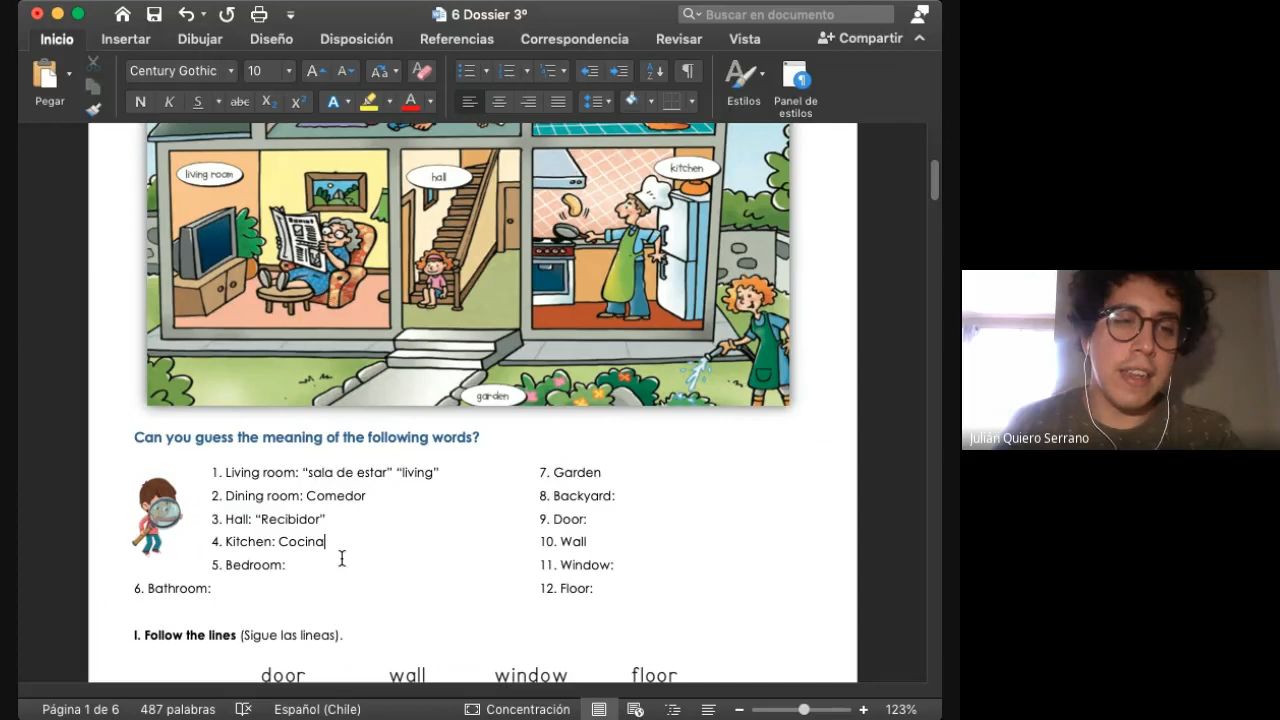 6 Dossier 3º
Buscar en documento
Inicio
Insertar
Dibujar
Diseño
Disposición
Referencias
Correspondencia
Revisar
Vista
Compartir
Pegar
Century Gothic
10
A
A
Aa
A
N
K
S
abc
X₂
X²
A
A
Estilos
Panel de
estilos
living room
hall
kitchen
garden
Can you guess the meaning of the following words?
1. Living room: “sala de estar” “living”
2. Dining room: Comedor
3. Hall: “Recibidor”
4. Kitchen: Cocina
5. Bedroom:
6. Bathroom:
7. Garden
8. Backyard:
9. Door:
10. Wall
11. Window:
12. Floor:
I. Follow the lines (Sigue las lineas).
door wall window floor
Página 1 de 6
487 palabras
Español (Chile)
Concentración
123%
Julián Quiero Serrano